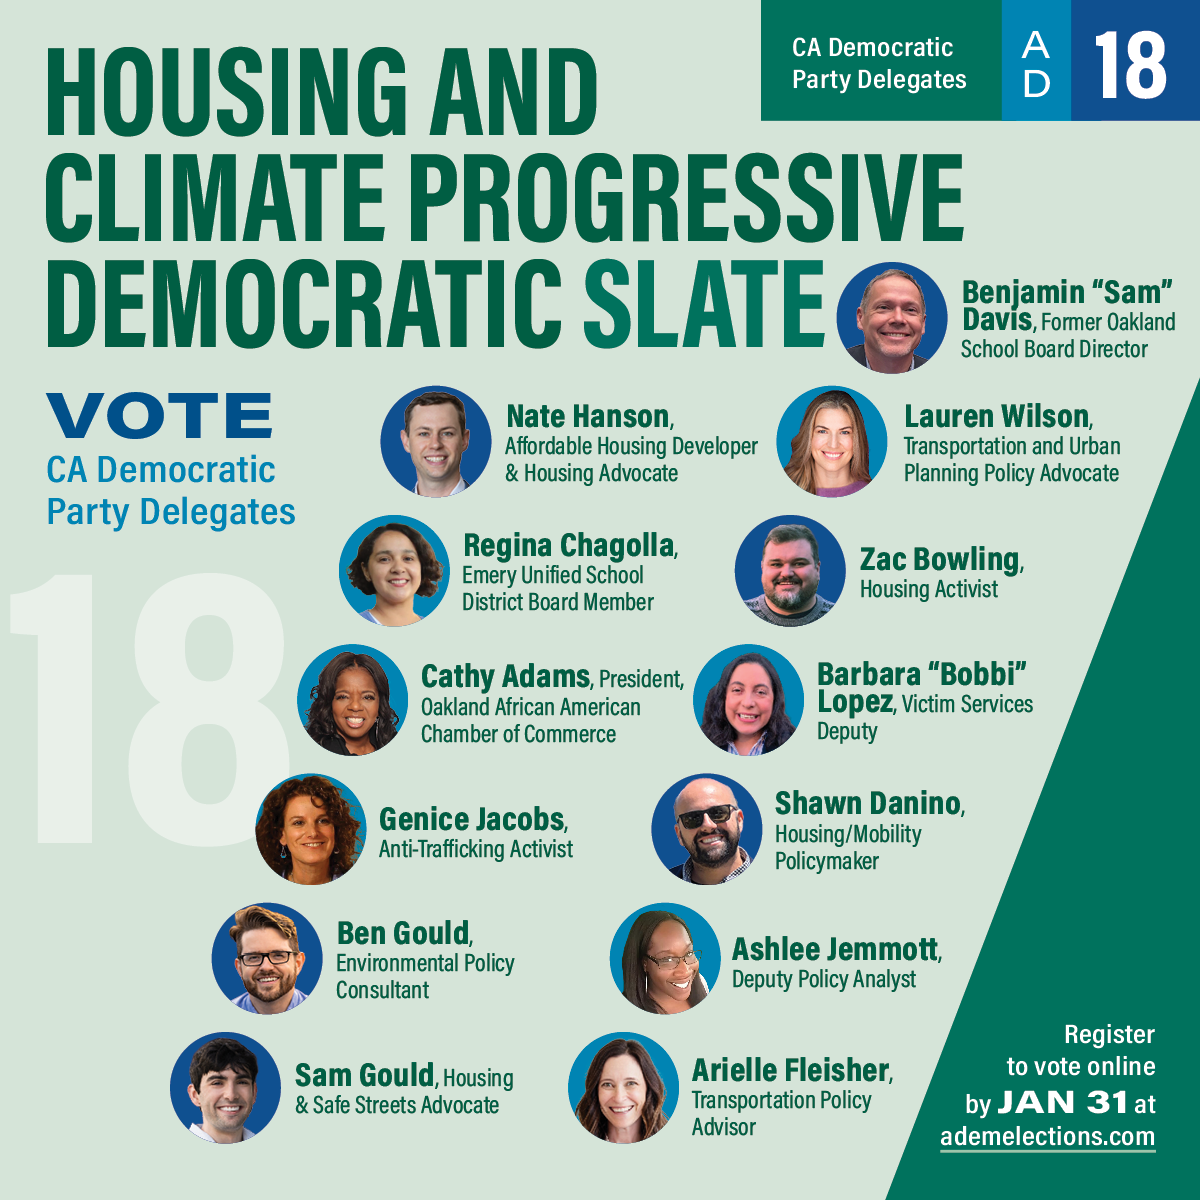 HOUSING AND
CLIMATE PROGRESSIVE
DEMOCRATIC SLATE
CA Democratic
Party Delegates
A
D
18
VOTE
CA Democratic
Party Delegates
18
Benjamin “Sam”
Davis, Former Oakland
School Board Director
Nate Hanson,
Affordable Housing Developer
& Housing Advocate
Lauren Wilson,
Transportation and Urban
Planning Policy Advocate
Regina Chagolla,
Emery Unified School
District Board Member
Zac Bowling,
Housing Activist
Cathy Adams, President,
Oakland African American
Chamber of Commerce
Barbara “Bobbi”
Lopez, Victim Services
Deputy
Genice Jacobs,
Anti-Trafficking Activist
Shawn Danino,
Housing/Mobility
Policymaker
Ben Gould,
Environmental Policy
Consultant
Ashlee Jemmott,
Deputy Policy Analyst
Sam Gould, Housing
& Safe Streets Advocate
Arielle Fleisher,
Transportation Policy
Advisor
Register
to vote online
by JAN 31 at
ademelections.com